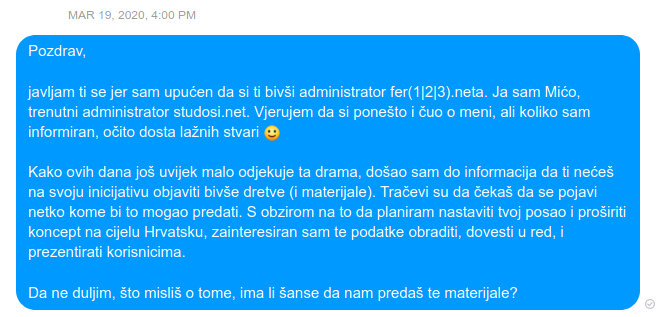 MAR 19, 2020, 4:00 PM
Pozdrav,
javljam ti se jer sam upućen da si ti bivši administrator fer(1|2|3).neta. Ja sam Mićo,
trenutni administrator studosi.net. Vjerujem da si ponešto i čuo o meni, ali koliko sam
informiran, očito dosta lažnih stvari 🙂
Kako ovih dana još uvijek malo odjekuje ta drama, došao sam do informacija da ti nećeš
na svoju inicijativu objaviti bivše dretve (i materijale). Tračevi su da čekaš da se pojavi
netko kome bi to mogao predati. S obzirom na to da planiram nastaviti tvoj posao i proširiti
koncept na cijelu Hrvatsku, zainteresiran sam te podatke obraditi, dovesti u red, i
prezentirati korisnicima.
Da ne duljim, što misliš o tome, ima li šanse da nam predaš te materijale?